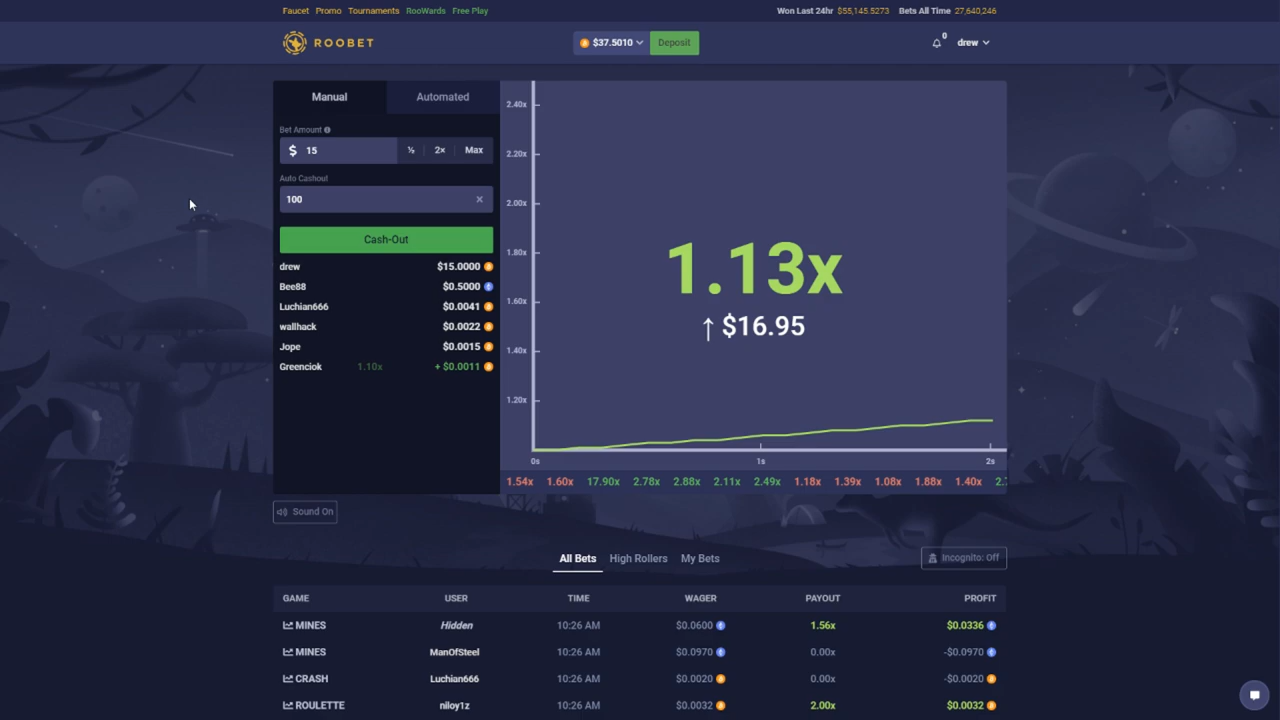 Faucet Promo Tournaments RooWards Free Play Won Last 24hr $55,145.5273 Bets All Time 27,640,246
ROOBET $37.5010 Deposit 0 drew
Manual Automated
Bet Amount
$ 15 ½ 2× Max
Auto Cashout
100 ×
Cash-Out
drew $15.0000
Bee88 $0.5000
Luchian666 $0.0041
wallhack $0.0022
Jope $0.0015
Greenciok 1.10x + $0.0011
2.40x
2.20x
2.00x
1.80x
1.60x
1.40x
1.20x
1.13x
↑ $16.95
0s 1s 2s
1.54x 1.60x 17.90x 2.78x 2.88x 2.11x 2.49x 1.18x 1.39x 1.08x 1.88x 1.40x
Sound On
All Bets High Rollers My Bets Incognito: Off
GAME USER TIME WAGER PAYOUT PROFIT
MINES Hidden 10:26 AM $0.0600 1.56x $0.0336
MINES ManOfSteel 10:26 AM $0.0970 0.00x -$0.0970
CRASH Luchian666 10:26 AM $0.0020 0.00x -$0.0020
ROULETTE niloy1z 10:26 AM $0.0032 2.00x $0.0032